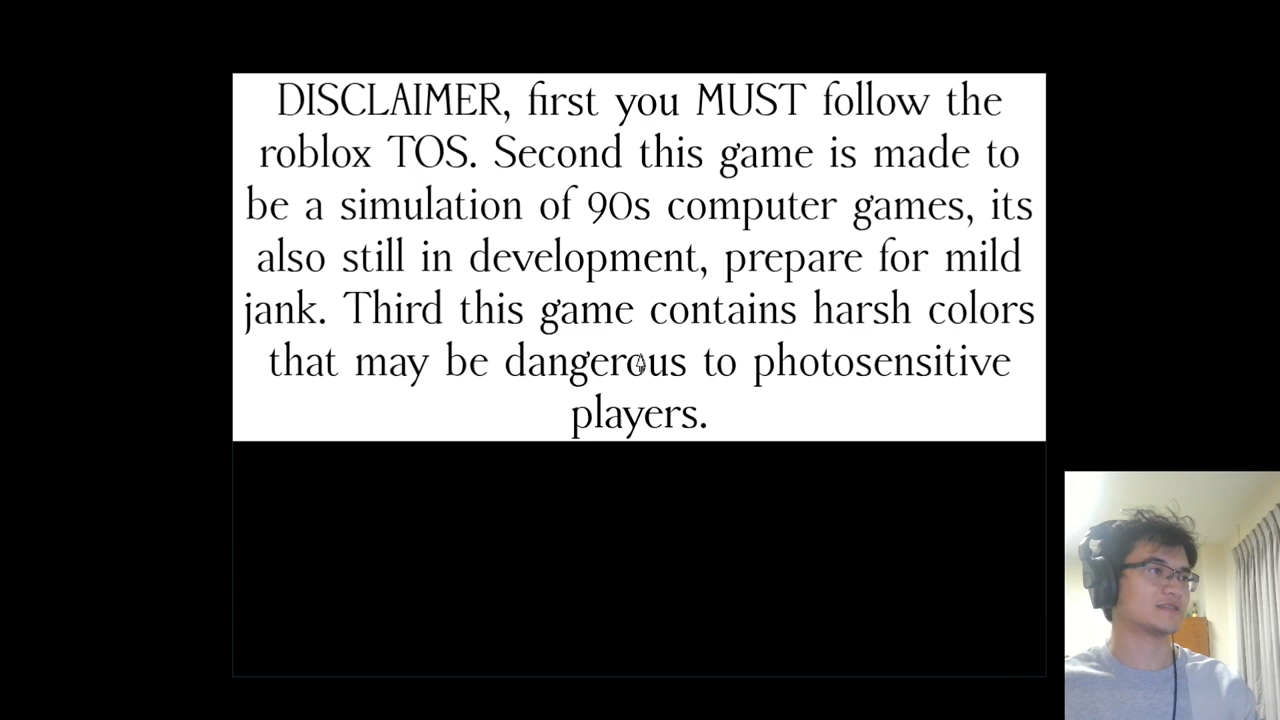 DISCLAIMER, first you MUST follow the
roblox TOS. Second this game is made to
be a simulation of 90s computer games, its
also still in development, prepare for mild
jank. Third this game contains harsh colors
that may be dangerous to photosensitive
players.